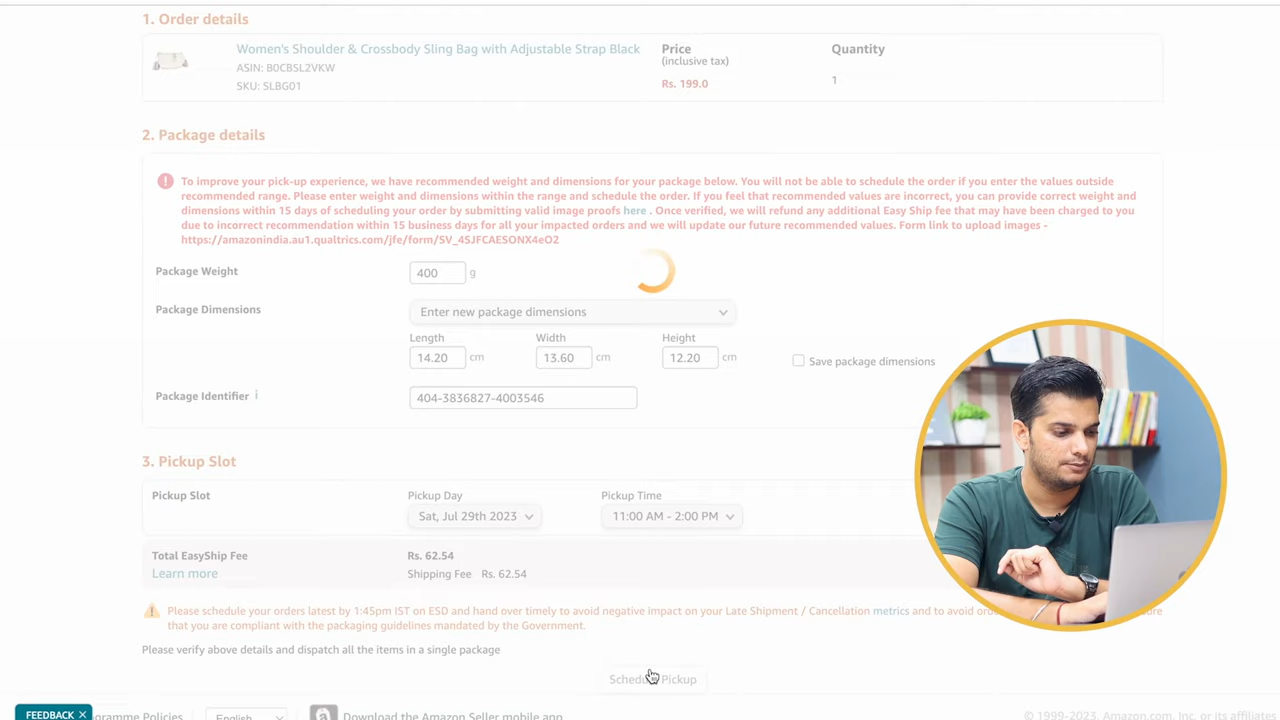 1. Order details
Women's Shoulder & Crossbody Sling Bag with Adjustable Strap Black
Price
Quantity
ASIN: B0CBSL2VKW
(inclusive tax)
SKU: SLBG01
Rs. 199.0
1
2. Package details
To improve your pick-up experience, we have recommended weight and dimensions for your package below. You will not be able to schedule the order if you enter the values outside
recommended range. Please enter weight and dimensions within the range and schedule the order. If you feel that recommended values are incorrect, you can provide correct weight and
dimensions within 15 days of scheduling your order by submitting valid image proofs here . Once verified, we will refund any additional Easy Ship fee that may have been charged to you
due to incorrect recommendation within 15 business days for all your impacted orders and we will update our future recommended values. Form link to upload images -
https://amazonindia.au1.qualtrics.com/jfe/form/SV_4SJFCAESONX4eO2
Package Weight
400 g
Package Dimensions
Enter new package dimensions
Length
Width
Height
14.20 cm
13.60 cm
12.20 cm
Save package dimensions
Package Identifier i
404-3836827-4003546
3. Pickup Slot
Pickup Slot
Pickup Day
Pickup Time
Sat, Jul 29th 2023
11:00 AM - 2:00 PM
Total EasyShip Fee
Rs. 62.54
Learn more
Shipping Fee Rs. 62.54
Please schedule your orders latest by 1:45pm IST on ESD and hand over timely to avoid negative impact on your Late Shipment / Cancellation metrics and to avoid
that you are compliant with the packaging guidelines mandated by the Government.
Please verify above details and dispatch all the items in a single package
Schedule Pickup
FEEDBACK ×
Policies
English
Download the Amazon Seller mobile app
© 1999-2023, Amazon.com, Inc. or its affiliates